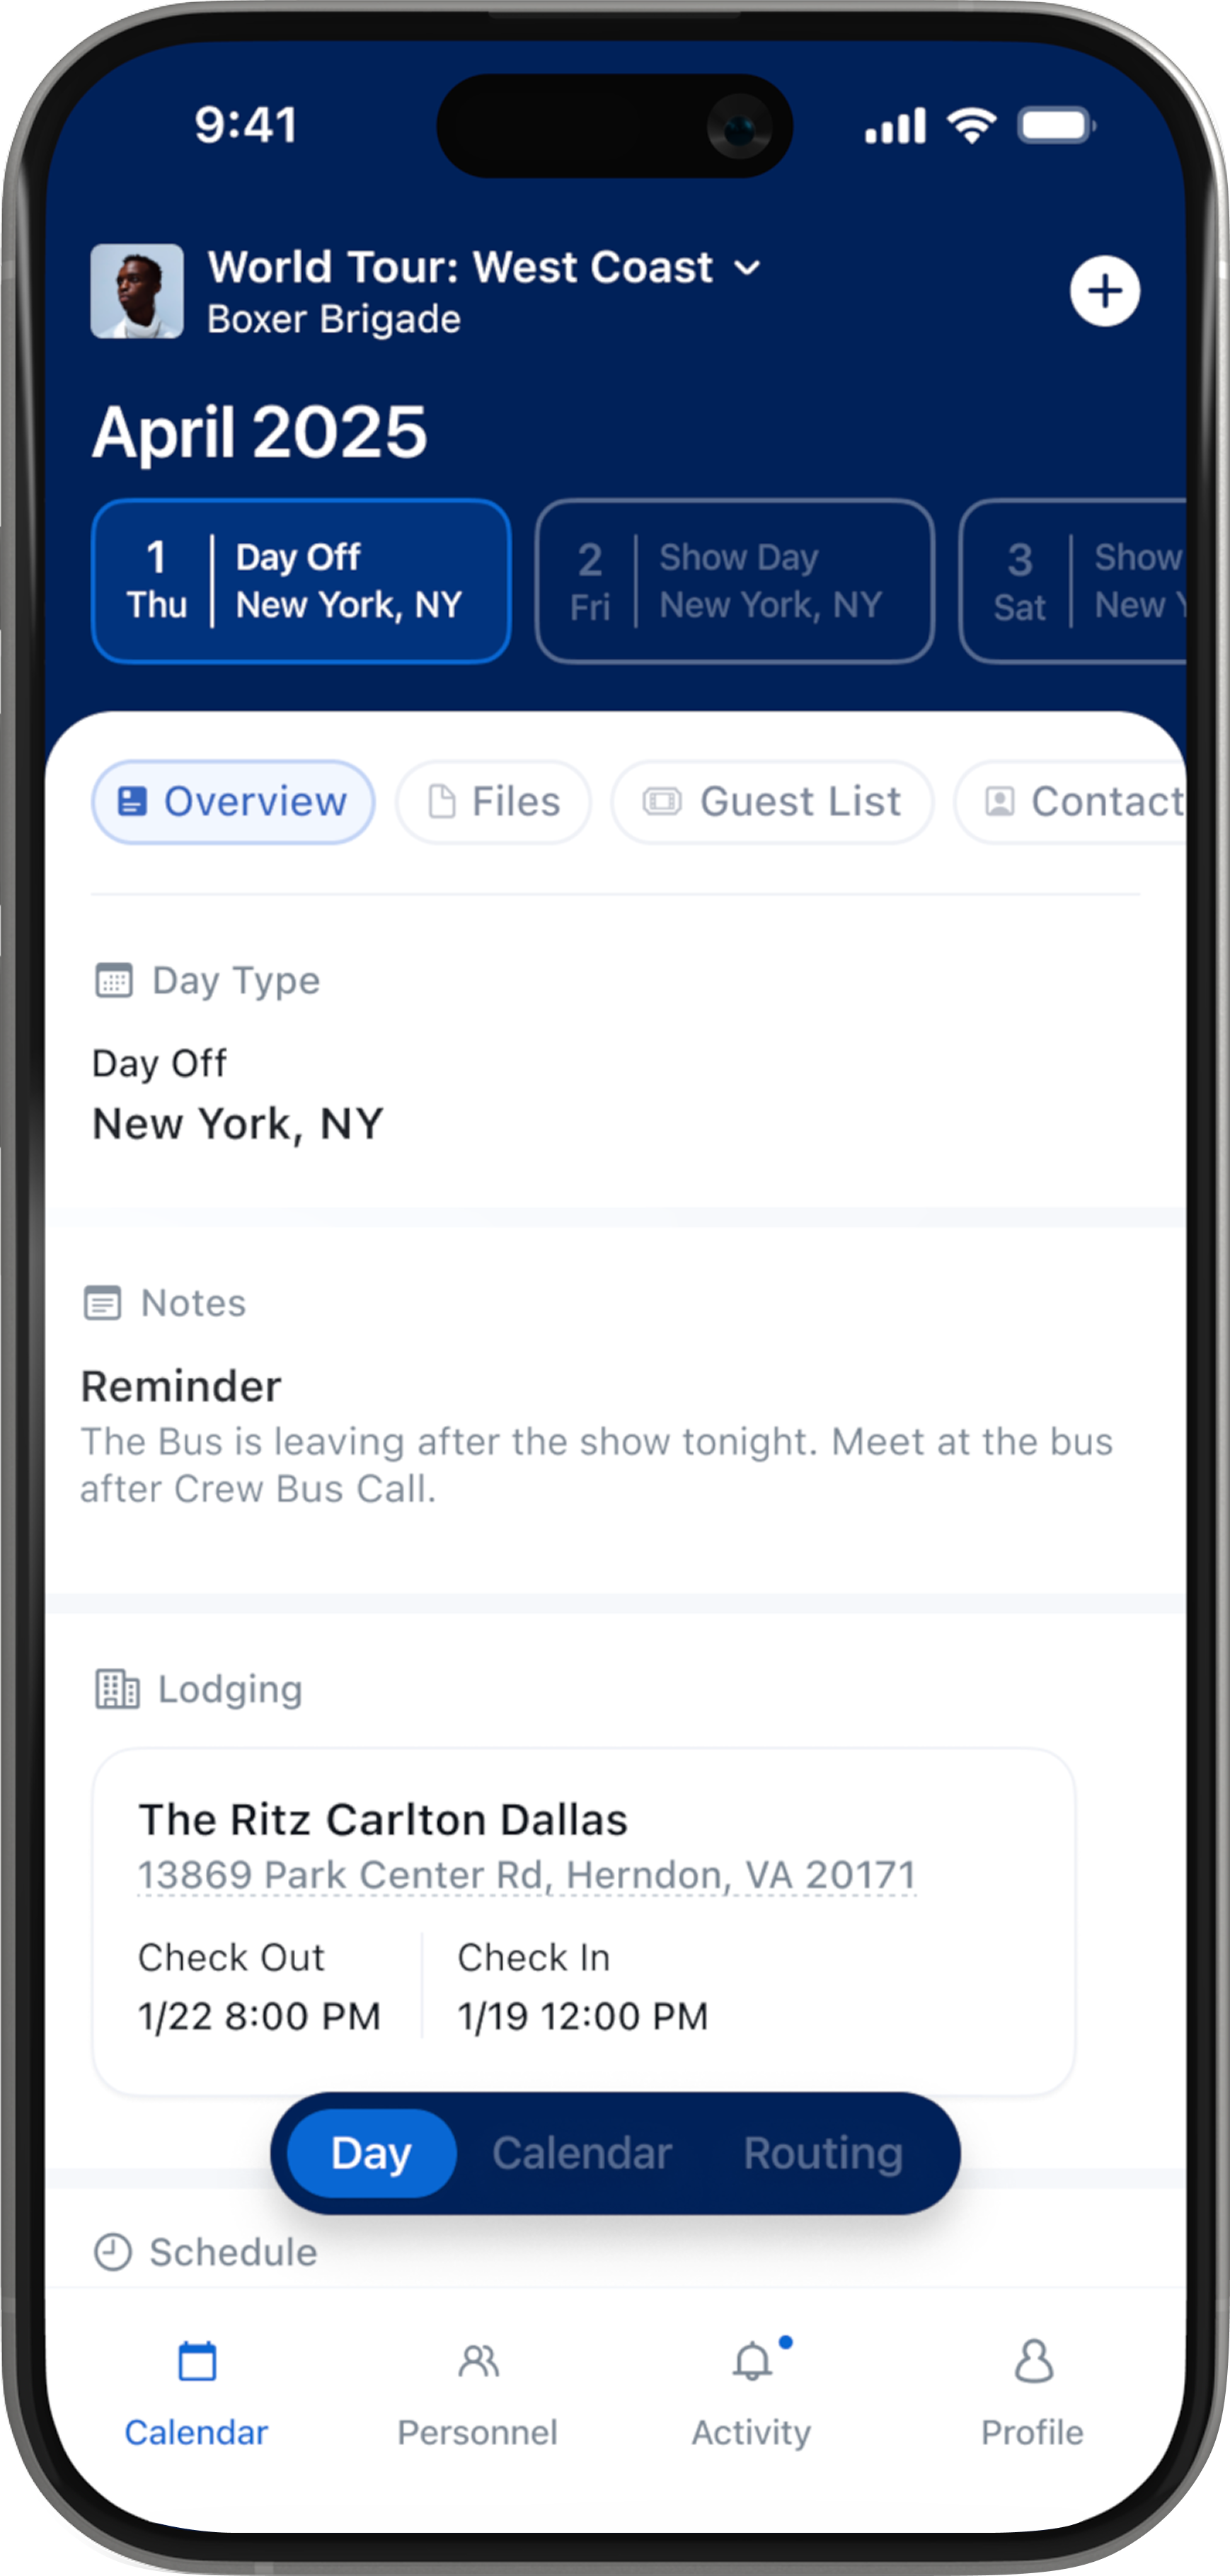 9:41
World Tour: West Coast
Boxer Brigade
April 2025
1 Day Off
Thu New York, NY
2 Show Day
Fri New York, NY
3 Show
Sat New
Overview Files Guest List Contact
Day Type
Day Off
New York, NY
Notes
Reminder
The Bus is leaving after the show tonight. Meet at the bus
after Crew Bus Call.
Lodging
The Ritz Carlton Dallas
13869 Park Center Rd, Herndon, VA 20171
Check Out Check In
1/22 8:00 PM 1/19 12:00 PM
Day Calendar Routing
Schedule
Calendar Personnel Activity Profile